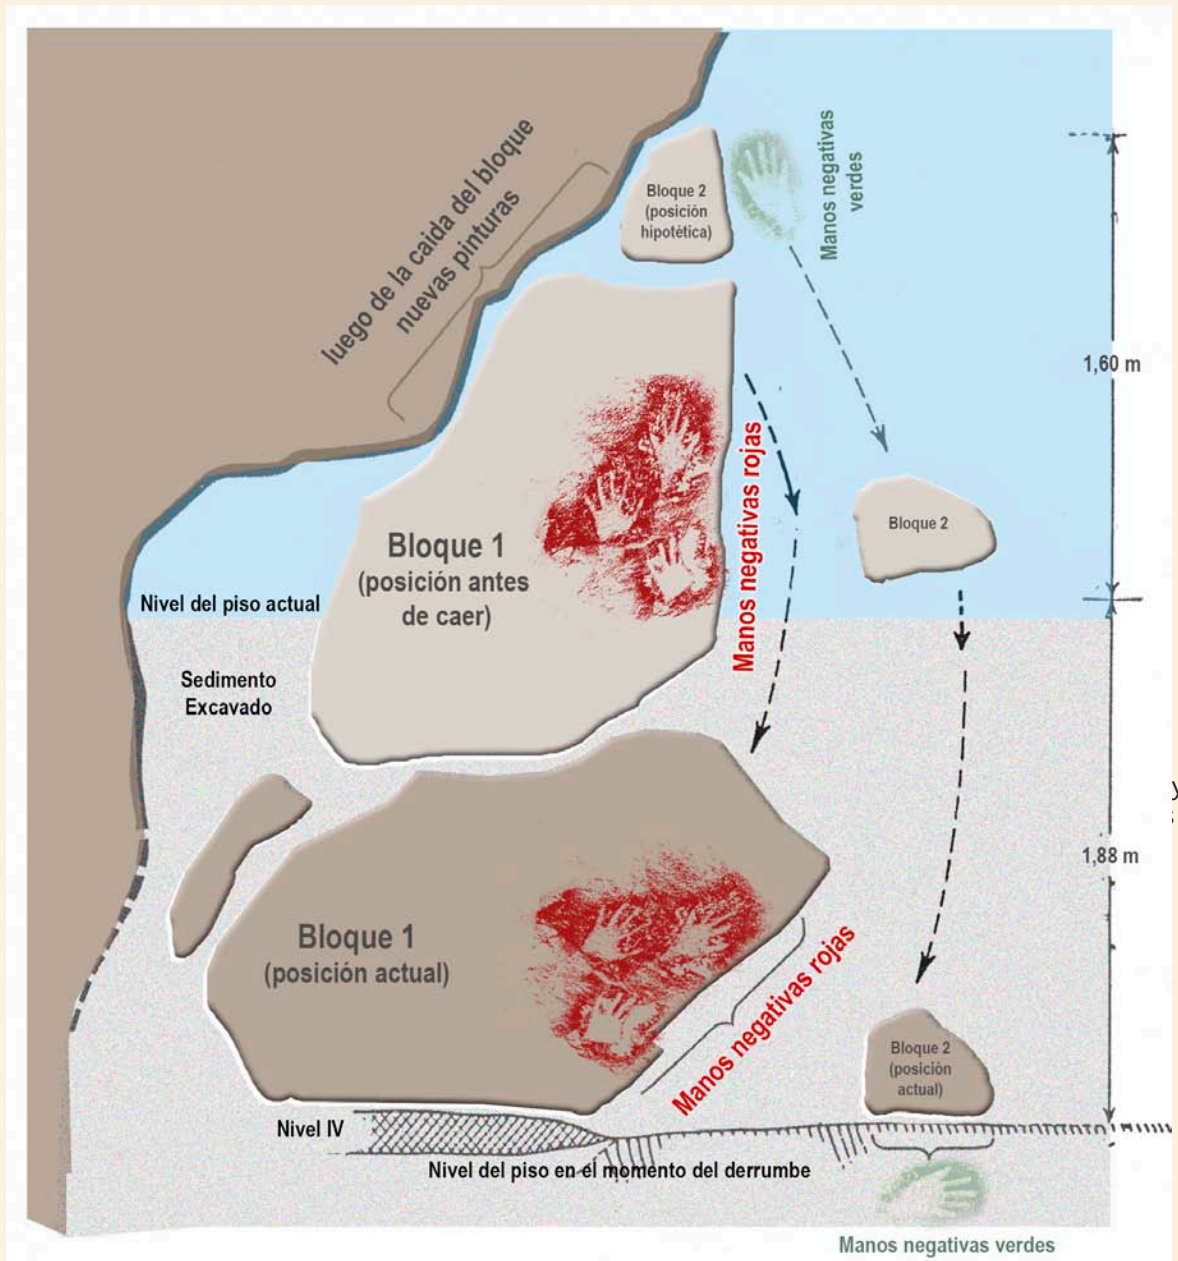 luego de la caida del bloque
nuevas pinturas
Bloque 2
(posición
hipotética)
Manos negativas
verdes
1,60 m
Manos negativas rojas
Bloque 2
Bloque 1
(posición antes
de caer)
Nivel del piso actual
Sedimento
Excavado
y
1,88 m
Bloque 1
(posición actual)
Manos negativas rojas
Bloque 2
(posición
actual)
Nivel IV
Nivel del piso en el momento del derrumbe
Manos negativas verdes